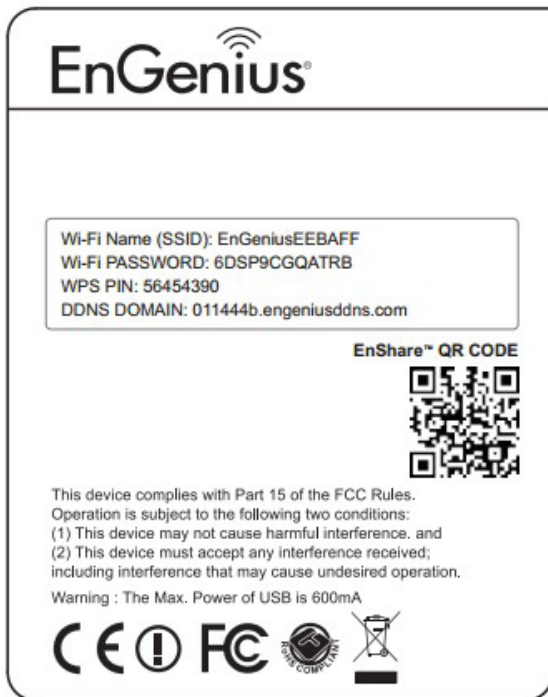 EnGenius®
Wi-Fi Name (SSID): EnGeniusEEBAFF
Wi-Fi PASSWORD: 6DSP9CGQATRB
WPS PIN: 56454390
DDNS DOMAIN: 011444b.engeniusddns.com
EnShare™ QR CODE
This device complies with Part 15 of the FCC Rules.
Operation is subject to the following two conditions:
(1) This device may not cause harmful interference. and
(2) This device must accept any interference received;
including interference that may cause undesired operation.
Warning : The Max. Power of USB is 600mA
CE FC RoHS COMPLIANT